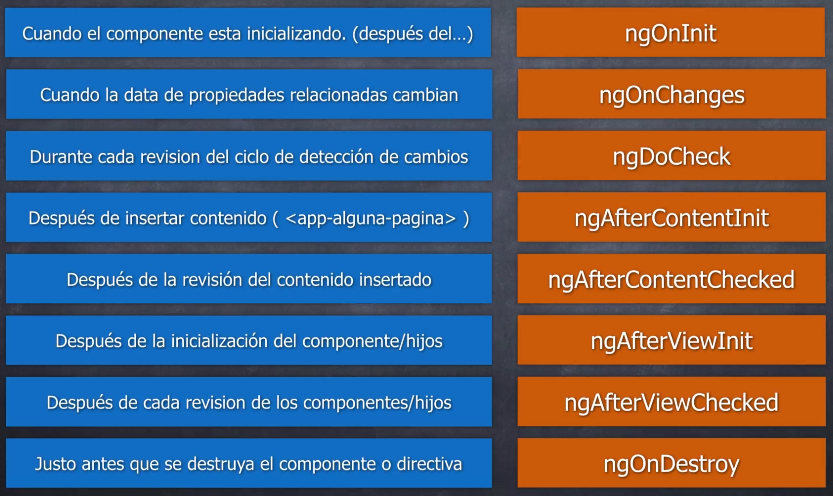 Cuando el componente esta inicializando. (después del...)
ngOnInit
Cuando la data de propiedades relacionadas cambian
ngOnChanges
Durante cada revision del ciclo de detección de cambios
ngDoCheck
Después de insertar contenido ( <app-alguna-pagina> )
ngAfterContentInit
Después de la revisión del contenido insertado
ngAfterContentChecked
Después de la inicialización del componente/hijos
ngAfterViewInit
Después de cada revision de los componentes/hijos
ngAfterViewChecked
Justo antes que se destruya el componente o directiva
ngOnDestroy